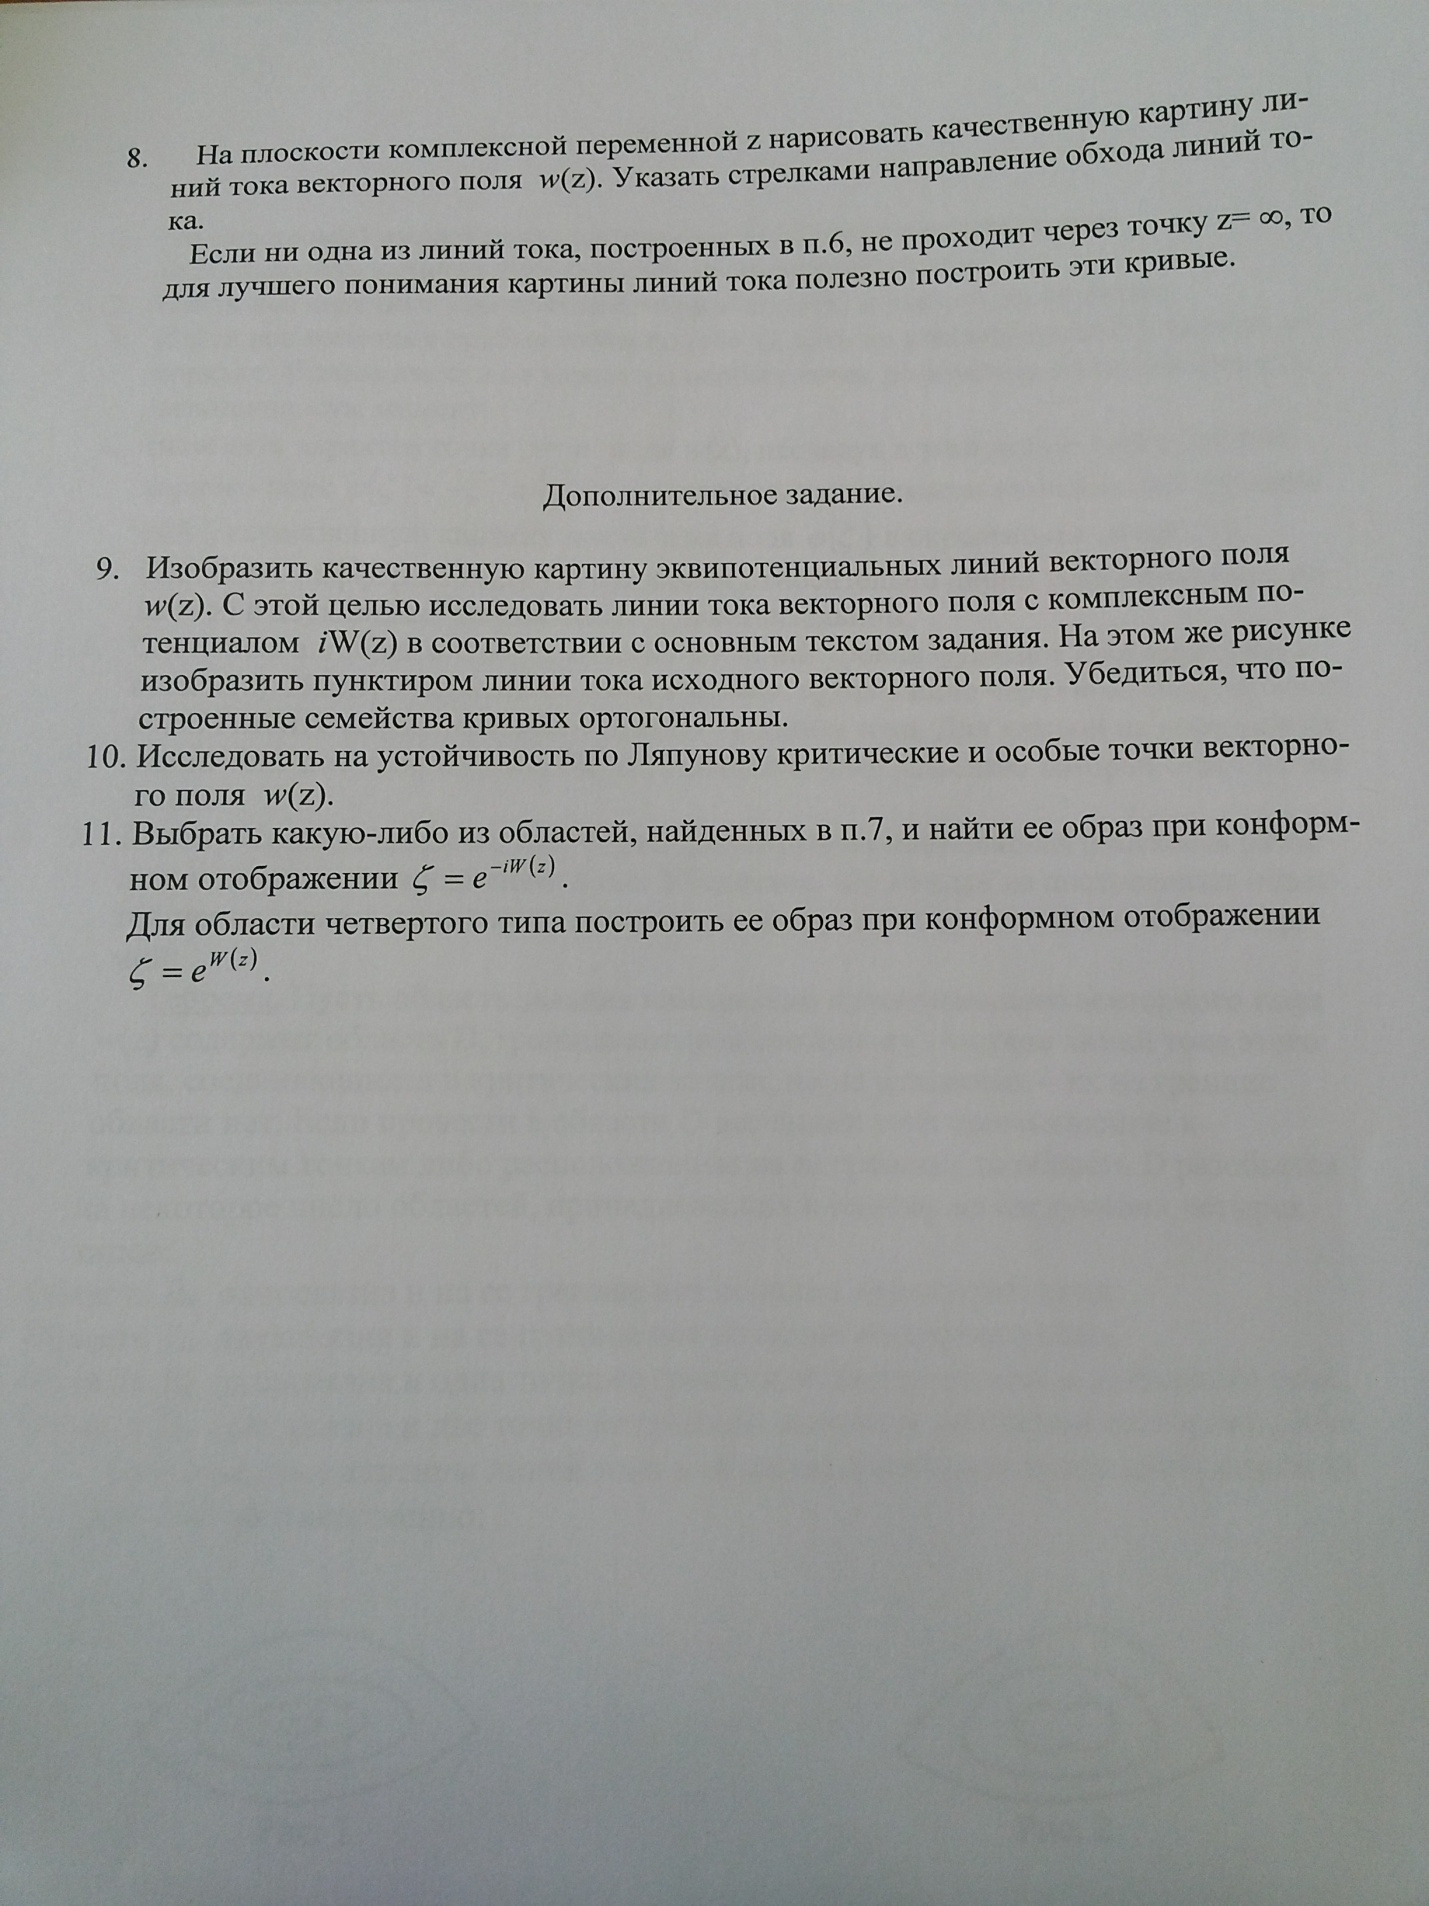 8. На плоскости комплексной переменной z нарисовать качественную картину ли-
ний тока векторного поля w(z). Указать стрелками направление обхода линий то-
ка.
Если ни одна из линий тока, построенных в п.6, не проходит через точку z= ∞, то
для лучшего понимания картины линий тока полезно построить эти кривые.
Дополнительное задание.
9. Изобразить качественную картину эквипотенциальных линий векторного поля
w(z). С этой целью исследовать линии тока векторного поля с комплексным по-
тенциалом iW(z) в соответствии с основным текстом задания. На этом же рисунке
изобразить пунктиром линии тока исходного векторного поля. Убедиться, что по-
строенные семейства кривых ортогональны.
10. Исследовать на устойчивость по Ляпунову критические и особые точки векторно-
го поля w(z).
11. Выбрать какую-либо из областей, найденных в п.7, и найти ее образ при конформ-
ном отображении ζ = e^{-iW(z)}.
Для области четвертого типа построить ее образ при конформном отображении
ζ = e^{W(z)}.